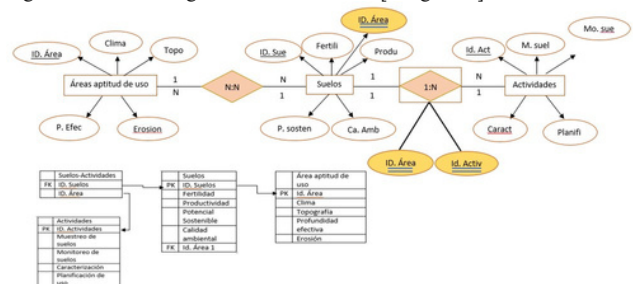 ID. Área
Mo. sue
Clima
Fertili
M. suel
ID. Área
Topo
ID. Sue
Produ
Id. Act
Áreas aptitud de uso
1
N
N:N
N
1
Suelos
1
1
1:N
N
1
Actividades
P. Efec
Erosion
P. sosten
Ca. Amb
Caract
Planifi
ID. Área
Id. Activ
Suelos-Actividades
FK ID. Suelos
ID. Área
Suelos
PK ID. Suelos
Fertilidad
Productividad
Potencial
Sostenible
Calidad
ambiental
FK Id. Área 1
Área aptitud de
uso
PK Id. Área
Clima
Topografía
Profundidad
efectiva
Erosión
Actividades
PK ID. Actividades
Muestreo de
suelos
Monitoreo de
suelos
Caracterización
Planificación de
uso